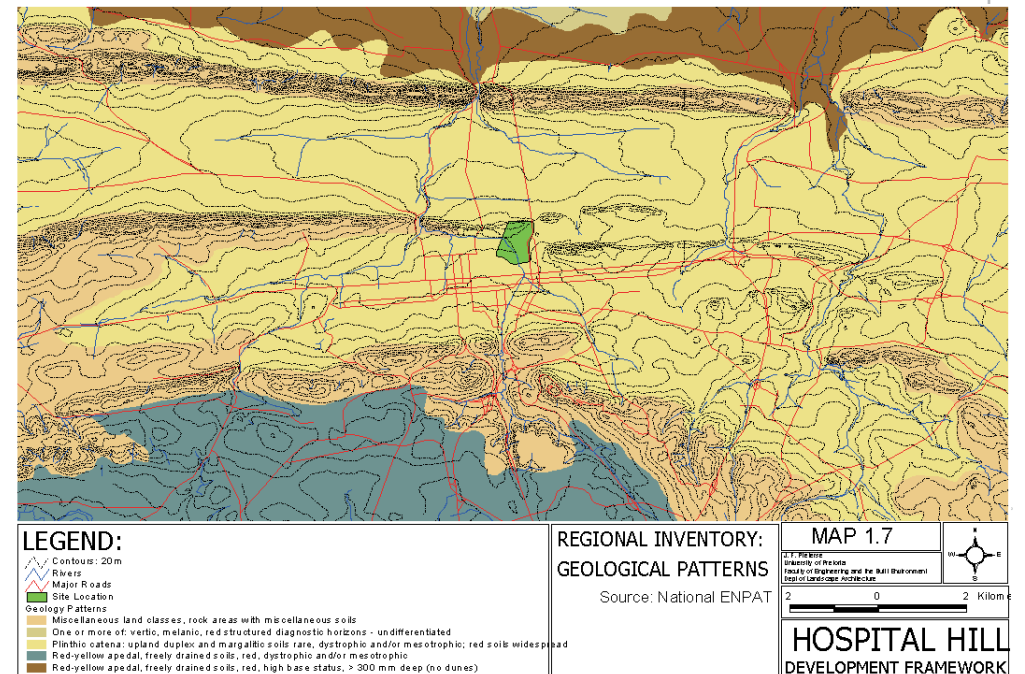 LEGEND:
Contours: 20m
Rivers
Major Roads
Site Location
Geology Patterns
Miscellaneous land classes, rock areas with miscellaneous soils
One or more of: vertic, melanic, red structured diagnostic horizons - undifferentiated
Plinthic catena: upland duplex and margalitic soils rare, dystrophic and/or mesotrophic; red soils widespread
Red-yellow apedal, freely drained soils, red, dystrophic and/or mesotrophic
Red-yellow apedal, freely drained soils, red, high base status, > 300 mm deep (no dunes)
REGIONAL INVENTORY:
GEOLOGICAL PATTERNS
Source: National ENPAT
MAP 1.7
J. F. Pieterse
University of Pretoria
Faculty of Engineering and the Built Environment
Dept of Landscape Architecture
N
W E
S
2 0 2 Kilome
HOSPITAL HILL
DEVELOPMENT FRAMEWORK